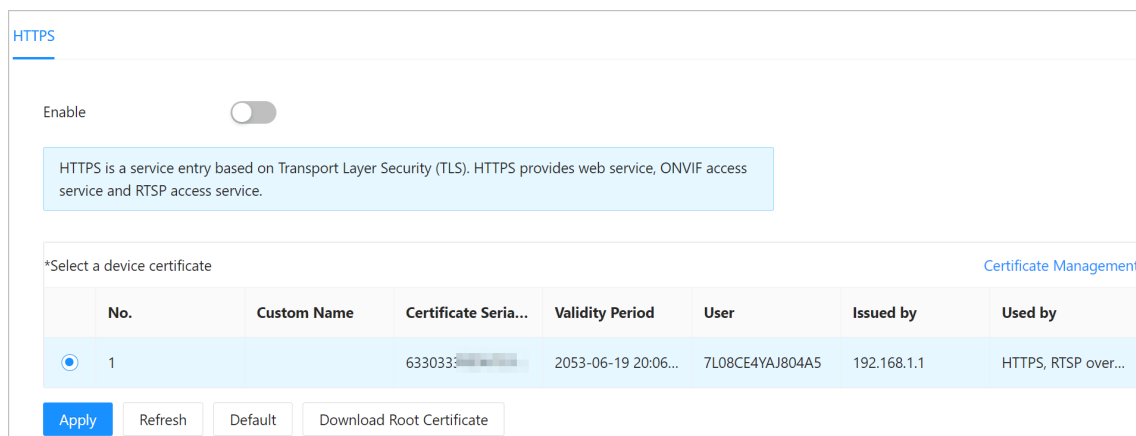 HTTPS
Enable
HTTPS is a service entry based on Transport Layer Security (TLS). HTTPS provides web service, ONVIF access
service and RTSP access service.
*Select a device certificate Certificate Management
No. Custom Name Certificate Seria... Validity Period User Issued by Used by
1 6330333 2053-06-19 20:06... 7L08CE4YAJ804A5 192.168.1.1 HTTPS, RTSP over...
Apply Refresh Default Download Root Certificate